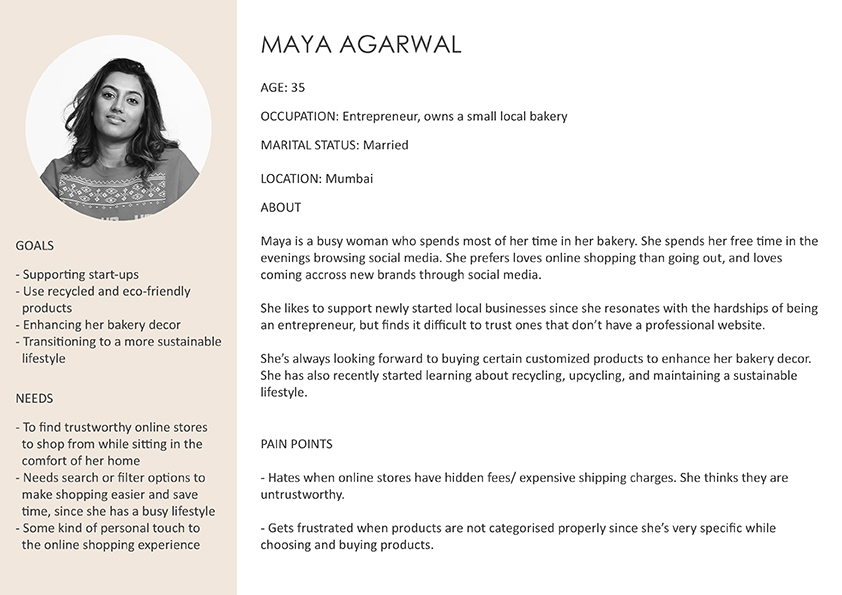 MAYA AGARWAL
AGE: 35
OCCUPATION: Entrepreneur, owns a small local bakery
MARITAL STATUS: Married
LOCATION: Mumbai
ABOUT
Maya is a busy woman who spends most of her time in her bakery. She spends her free time in the
evenings browsing social media. She prefers loves online shopping than going out, and loves
coming accross new brands through social media.
She likes to support newly started local businesses since she resonates with the hardships of being
an entrepreneur, but finds it difficult to trust ones that don't have a professional website.
She's always looking forward to buying certain customized products to enhance her bakery decor.
She has also recently started learning about recycling, upcycling, and maintaining a sustainable
lifestyle.
PAIN POINTS
- Hates when online stores have hidden fees/ expensive shipping charges. She thinks they are
untrustworthy.
- Gets frustrated when products are not categorised properly since she's very specific while
choosing and buying products.
GOALS
- Supporting start-ups
- Use recycled and eco-friendly
products
- Enhancing her bakery decor
- Transitioning to a more sustainable
lifestyle
NEEDS
- To find trustworthy online stores
to shop from while sitting in the
comfort of her home
- Needs search or filter options to
make shopping easier and save
time, since she has a busy lifestyle
- Some kind of personal touch to
the online shopping experience